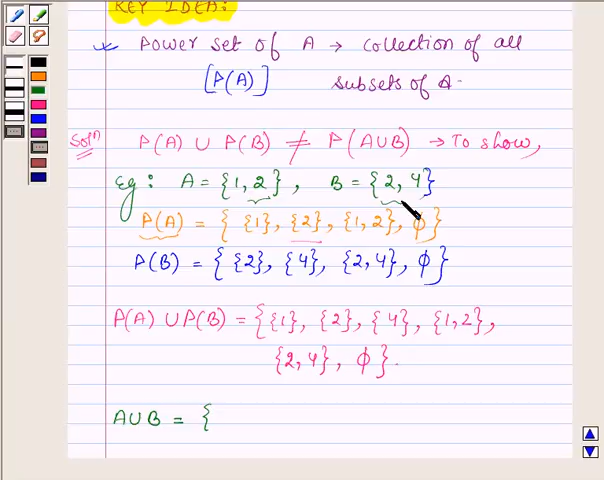 KEY IDEA:
Power set of A → collection of all
[P(A)] subsets of A.
Solⁿ P(A) ∪ P(B) ≠ P(A∪B) → To show,
Eg: A = {1, 2}, B = {2, 4}
P(A) = { {1}, {2}, {1, 2}, ϕ}
P(B) = { {2}, {4}, {2, 4}, ϕ}
P(A) ∪ P(B) = { {1}, {2}, {4}, {1, 2},
{2, 4}, ϕ}.
A∪B = {